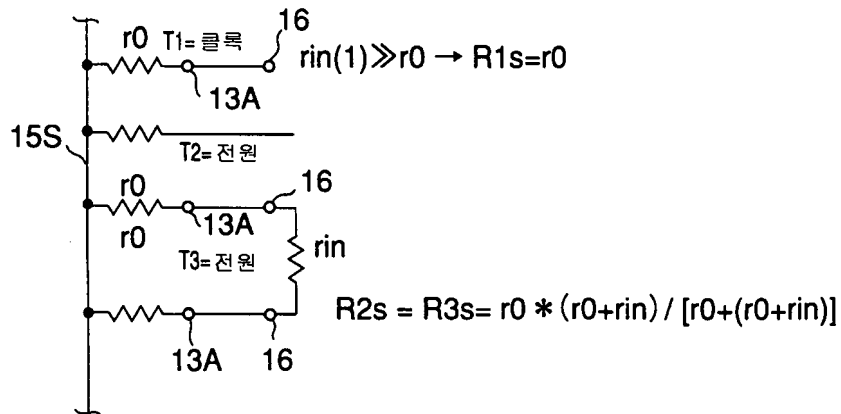 r0 T1=클록 16
rin(1)≫r0 → R1s=r0
13A
15S
T2=전원
r0 16
r0 13A
T3=전원 rin
R2s = R3s= r0 * (r0+rin) / [r0+(r0+rin)]
13A 16